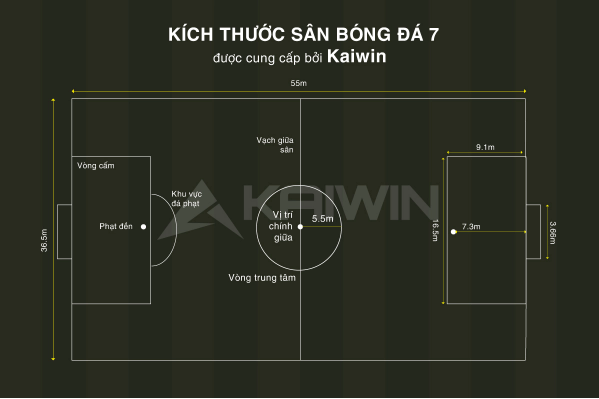 KÍCH THƯỚC SÂN BÓNG ĐÁ 7
được cung cấp bởi Kaiwin
55m
Vạch giữa
sân
9.1m
Vòng cấm
Khu vực
đá phạt
KAIWIN
Vị trí
chính
giữa
5.5m
Phạt đền
7.3m
36.5m
16.5m
3.66m
Vòng trung tâm